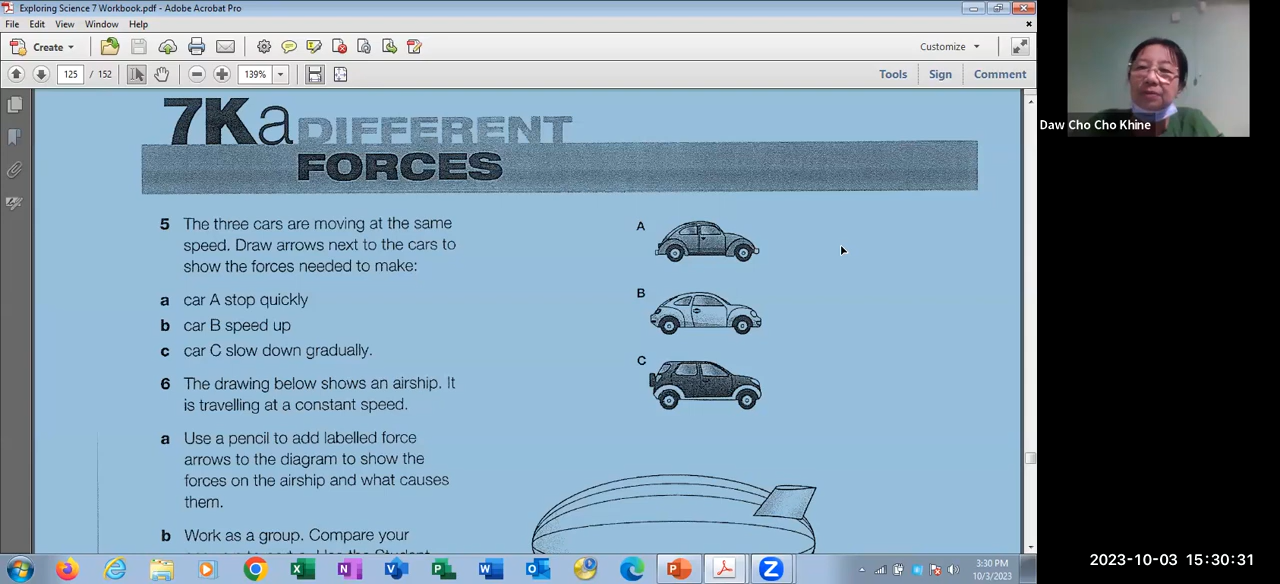 Exploring Science 7 Workbook.pdf - Adobe Acrobat Pro
File Edit View Window Help
Create
Customize
125 / 152
139%
Tools Sign Comment
Daw Cho Cho Khine
7Ka DIFFERENT
FORCES
5 The three cars are moving at the same
speed. Draw arrows next to the cars to
show the forces needed to make:
a car A stop quickly
b car B speed up
c car C slow down gradually.
A
B
C
6 The drawing below shows an airship. It
is travelling at a constant speed.
a Use a pencil to add labelled force
arrows to the diagram to show the
forces on the airship and what causes
them.
b Work as a group. Compare your
3:30 PM
10/3/2023
2023-10-03 15:30:31